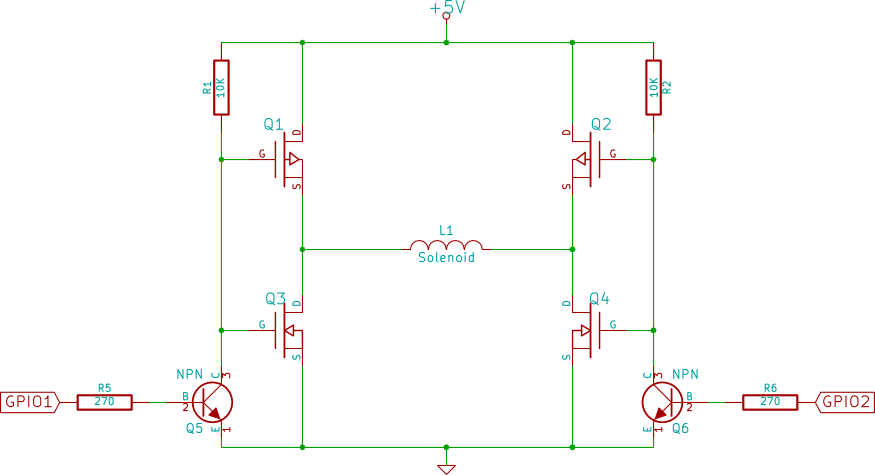 +5V
R1
10K
10K
R2
Q1
D
G
S
Q2
D
G
S
L1
Solenoid
Q3
D
G
S
Q4
D
G
S
GPIO1
R5
270
NPN
C
3
B
2
Q5
E
1
NPN
C
3
B
2
Q6
E
1
R6
270
GPIO2